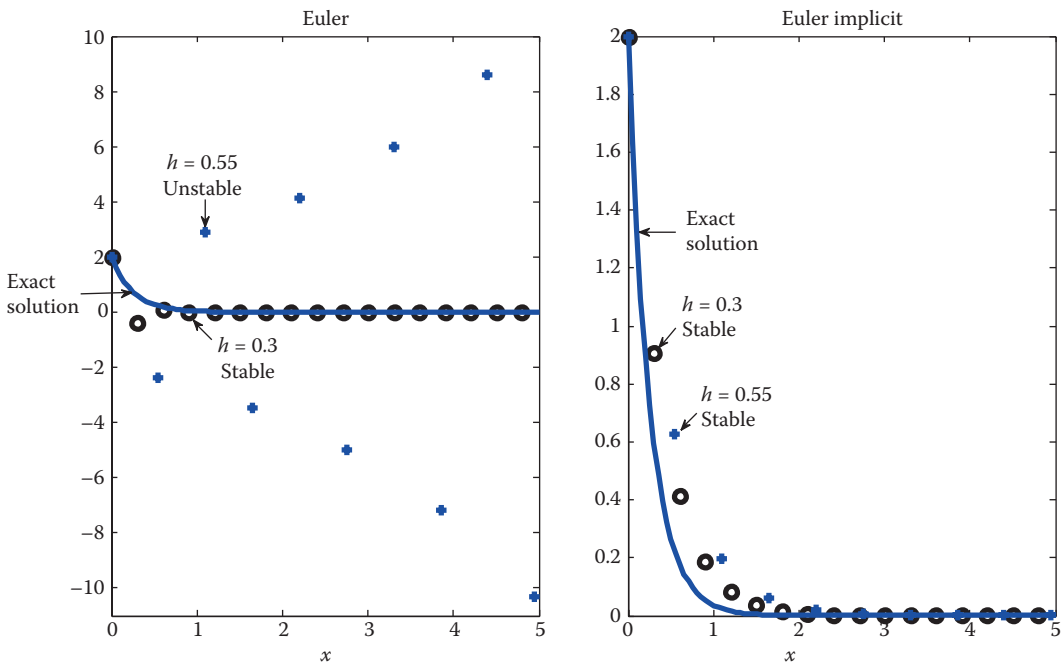 Euler
10
8
6
4
2
0
−2
−4
−6
−8
−10
0
1
2
3
4
5
x
h = 0.55
Unstable
Exact
solution
h = 0.3
Stable
Euler implicit
2
1.8
1.6
1.4
1.2
1
0.8
0.6
0.4
0.2
0
0
1
2
3
4
5
x
Exact
solution
h = 0.3
Stable
h = 0.55
Stable